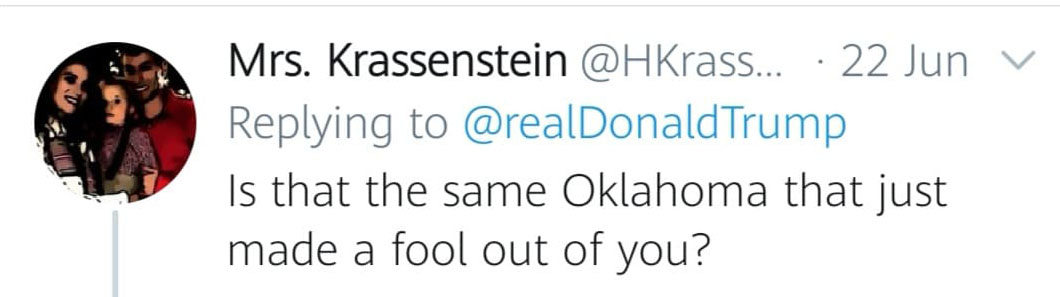 Mrs. Krassenstein @HKrass... · 22 Jun
Replying to @realDonaldTrump
Is that the same Oklahoma that just
made a fool out of you?